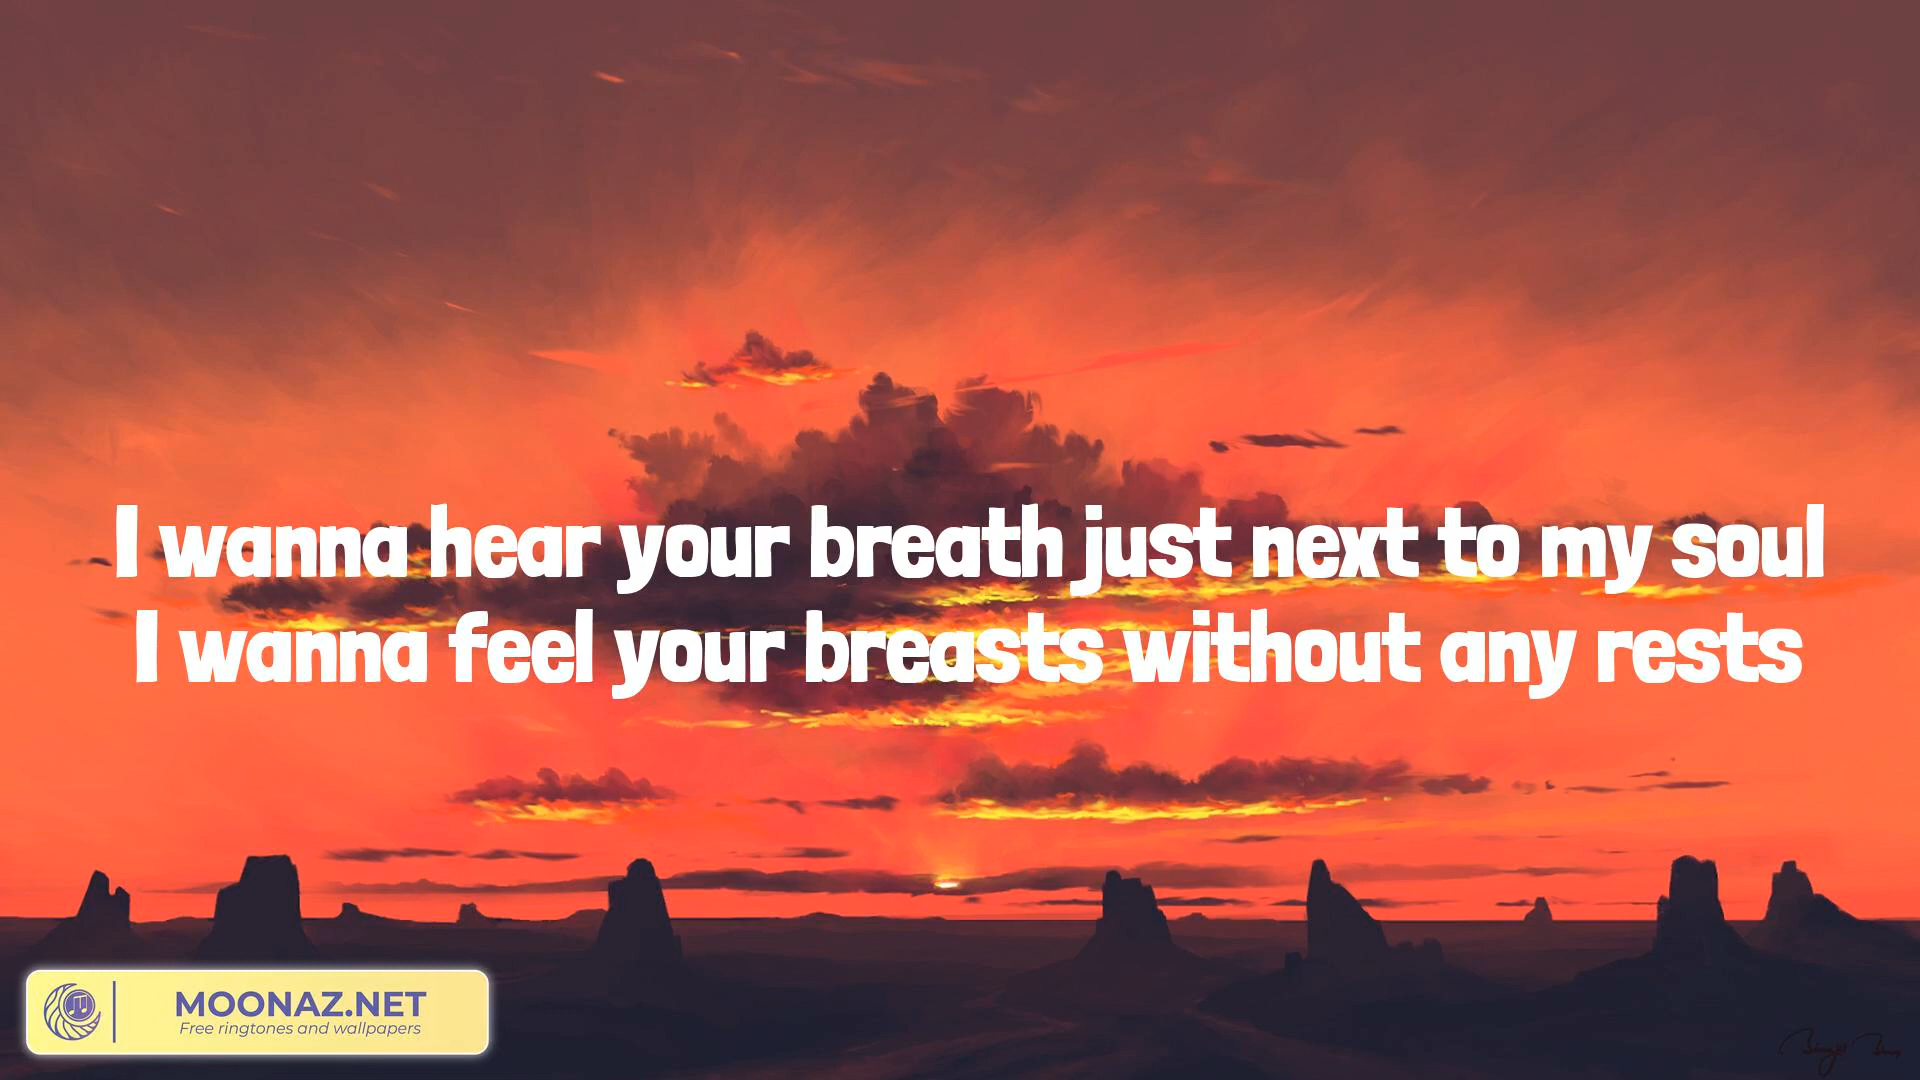 I wanna hear your breath just next to my soul
I wanna feel your breasts without any rests
MOONAZ.NET
Free ringtones and wallpapers